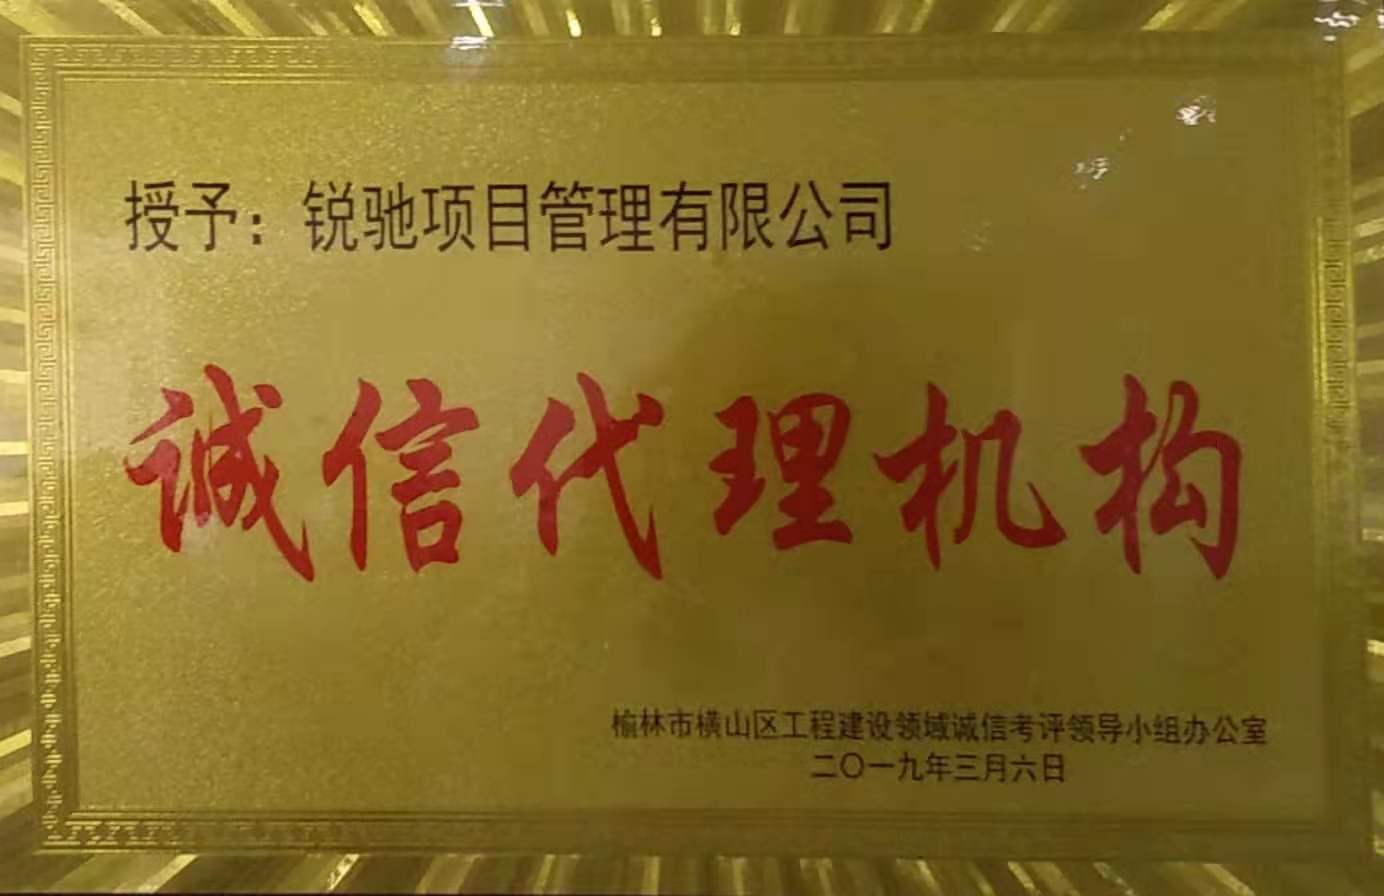 授予：锐驰项目管理有限公司
诚信代理机构
榆林市横山区工程建设领域诚信考评领导小组办公室
二〇一九年三月六日